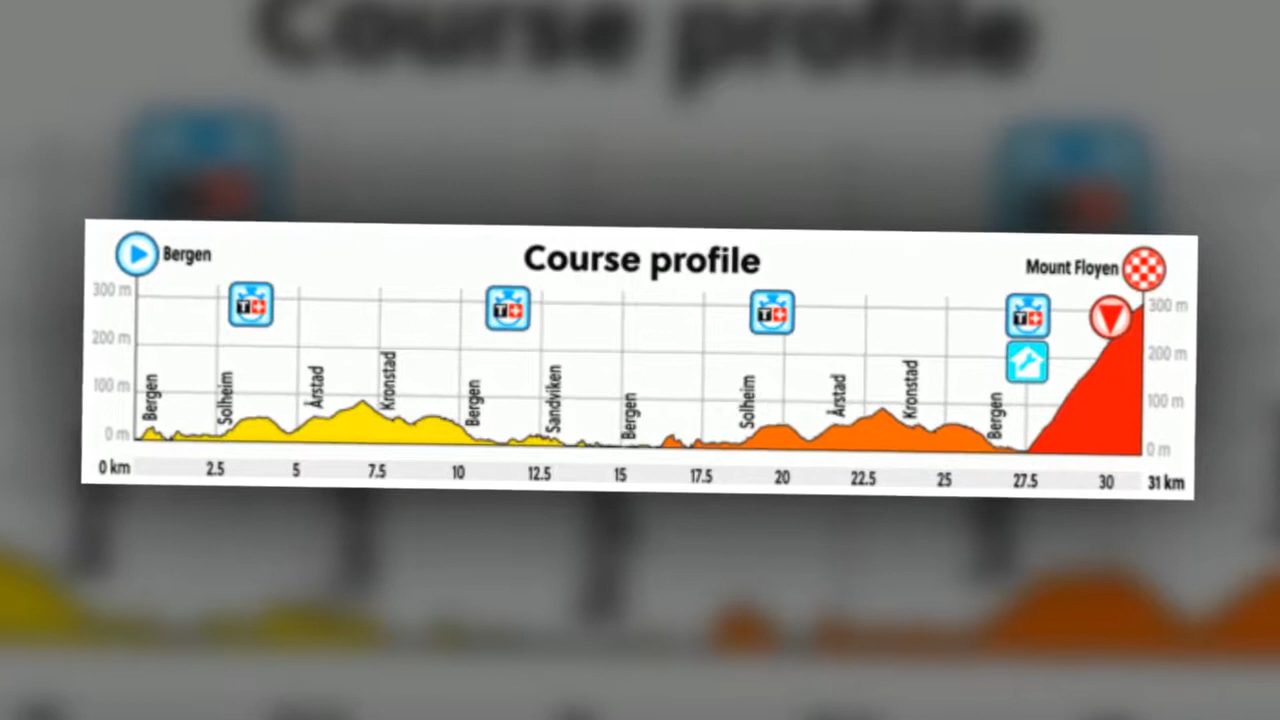 Course profile
Bergen
Course profile
Mount Floyen
300 m
200 m
100 m
0 m
300 m
200 m
100 m
0 m
T+
T+
T+
T+
Bergen
Solheim
Årstad
Kronstad
Bergen
Sandviken
Bergen
Solheim
Årstad
Kronstad
Bergen
0 km 2.5 5 7.5 10 12.5 15 17.5 20 22.5 25 27.5 30 31 km